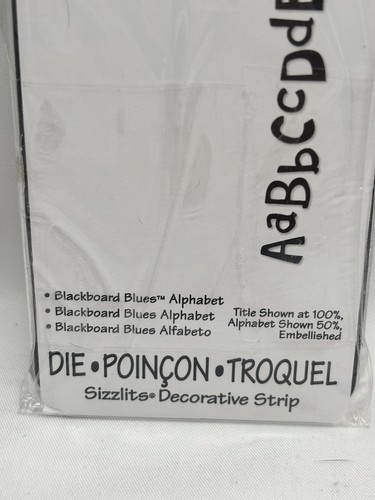 AaBbCcDdE
• Blackboard Blues™ Alphabet
• Blackboard Blues Alphabet
• Blackboard Blues Alfabeto
Title Shown at 100%,
Alphabet Shown 50%,
Embellished
DIE • POINÇON • TROQUEL
Sizzlits® Decorative Strip